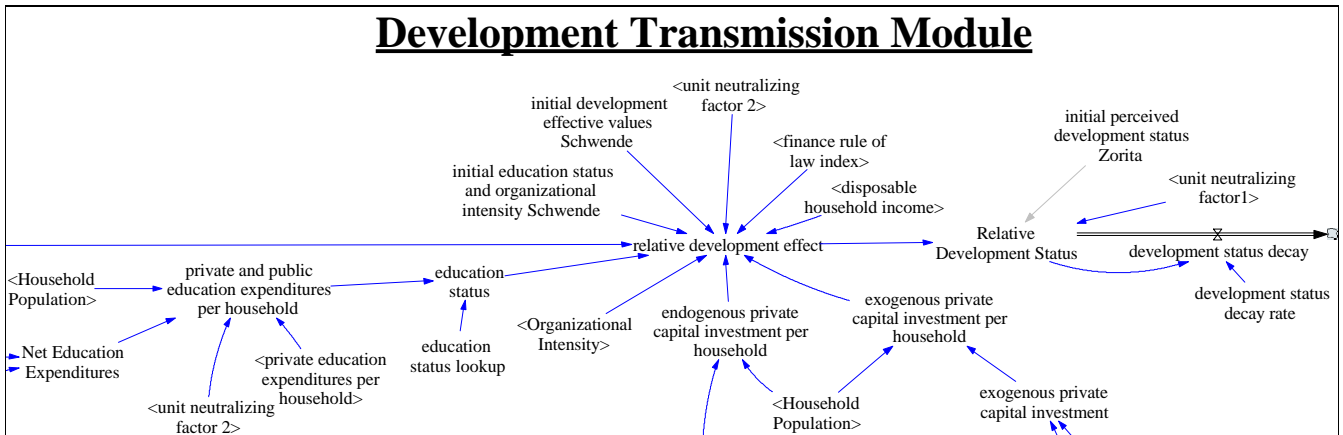 Development Transmission Module
<unit neutralizing
factor 2>
initial development
effective values
Schwende
initial perceived
development status
Zorita
<finance rule of
law index>
initial education status
and organizational
intensity Schwende
<disposable
household income>
<unit neutralizing
factor1>
relative development effect
Relative
Development Status
development status decay
<Household
Population>
private and public
education expenditures
per household
education
status
development status
decay rate
<Organizational
Intensity>
endogenous private
capital investment per
household
exogenous private
capital investment per
household
Net Education
Expenditures
<private education
expenditures per
household>
education
status lookup
<unit neutralizing
factor 2>
<Household
Population>
exogenous private
capital investment